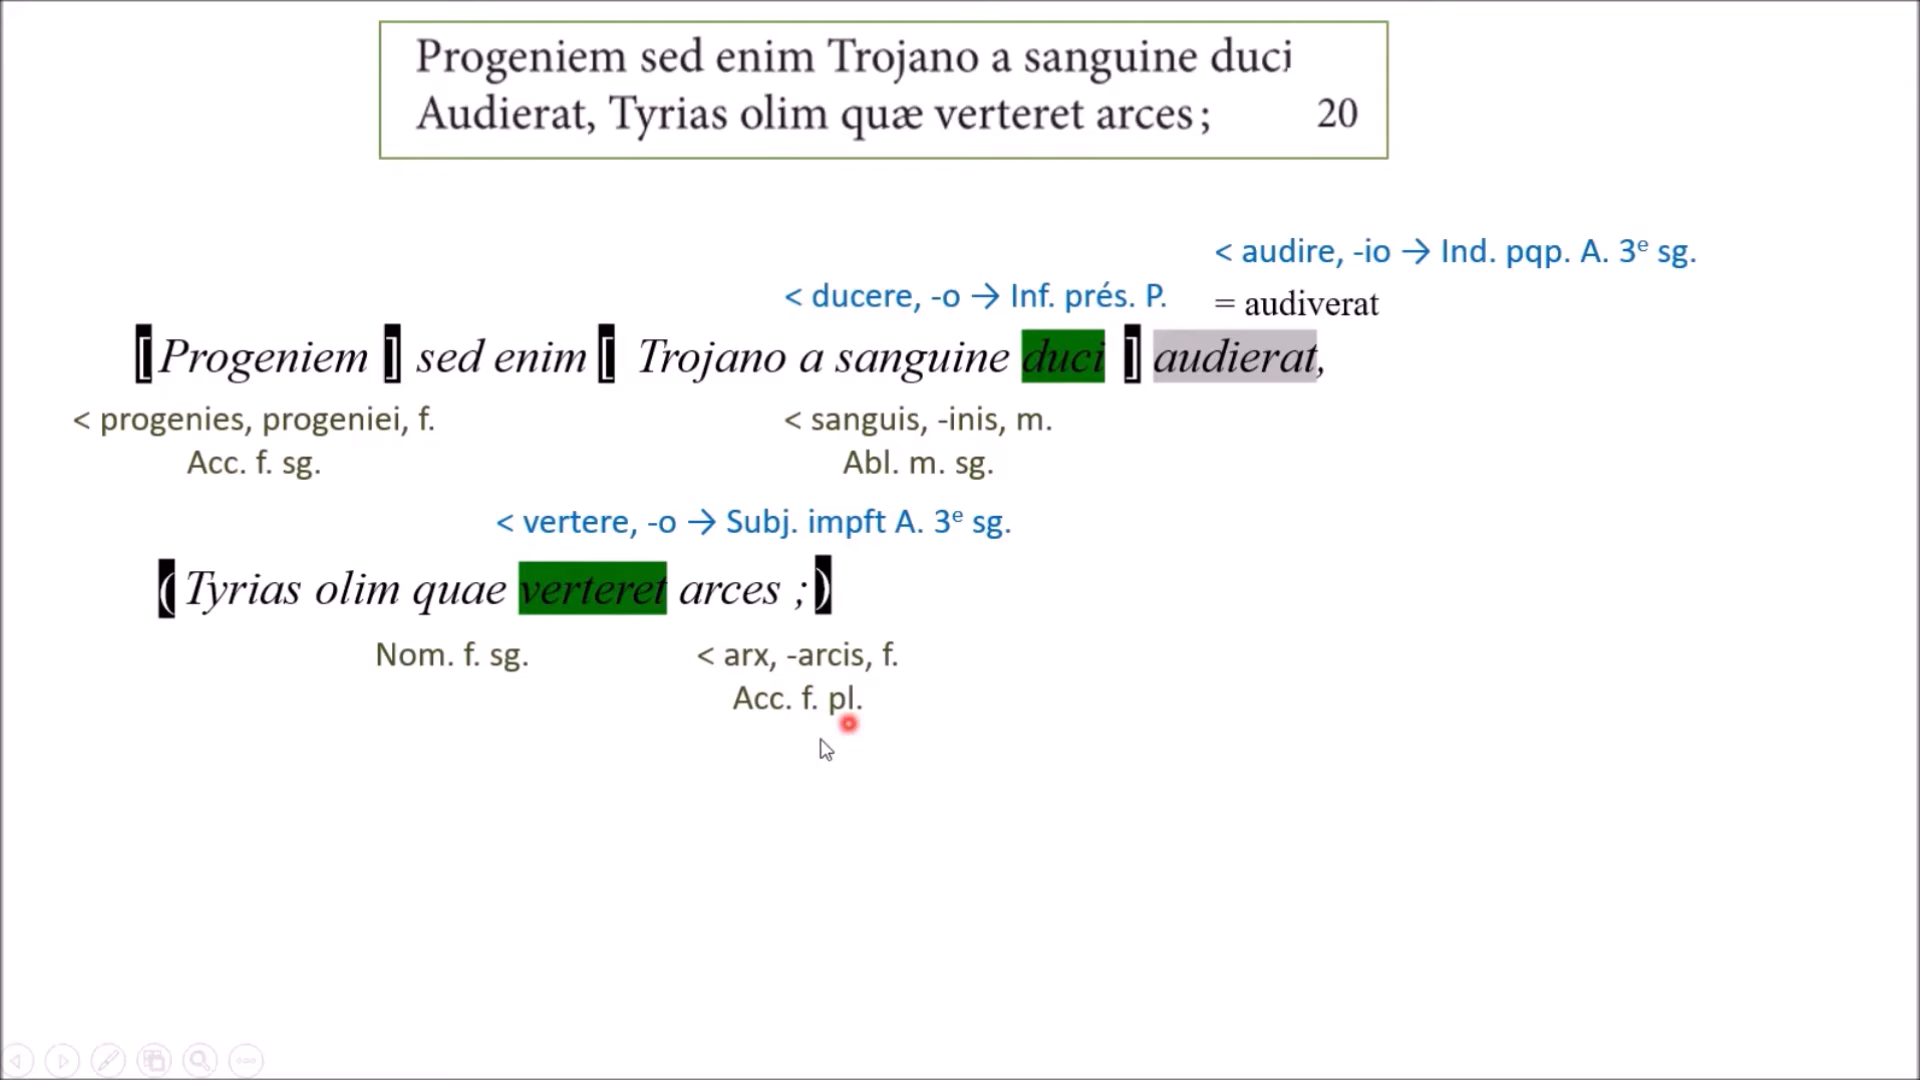 Progeniem sed enim Trojano a sanguine duci
Audierat, Tyrias olim quæ verteret arces ; 20
< audire, -io → Ind. pqp. A. 3ᵉ sg.
< ducere, -o → Inf. prés. P. = audiverat
[ Progeniem ] sed enim [ Trojano a sanguine duci ] audierat,
< progenies, progeniei, f. < sanguis, -inis, m.
Acc. f. sg. Abl. m. sg.
< vertere, -o → Subj. impft A. 3ᵉ sg.
( Tyrias olim quae verteret arces ; )
Nom. f. sg. < arx, -arcis, f.
Acc. f. pl.